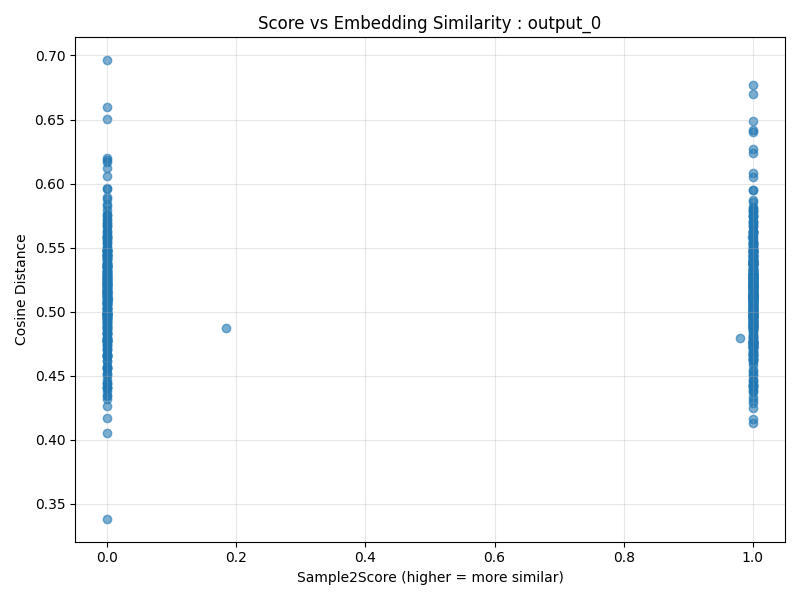 Score vs Embedding Similarity : output_0
0.70
0.65
0.60
0.55
0.50
0.45
0.40
0.35
Cosine Distance
0.0 0.2 0.4 0.6 0.8 1.0
Sample2Score (higher = more similar)